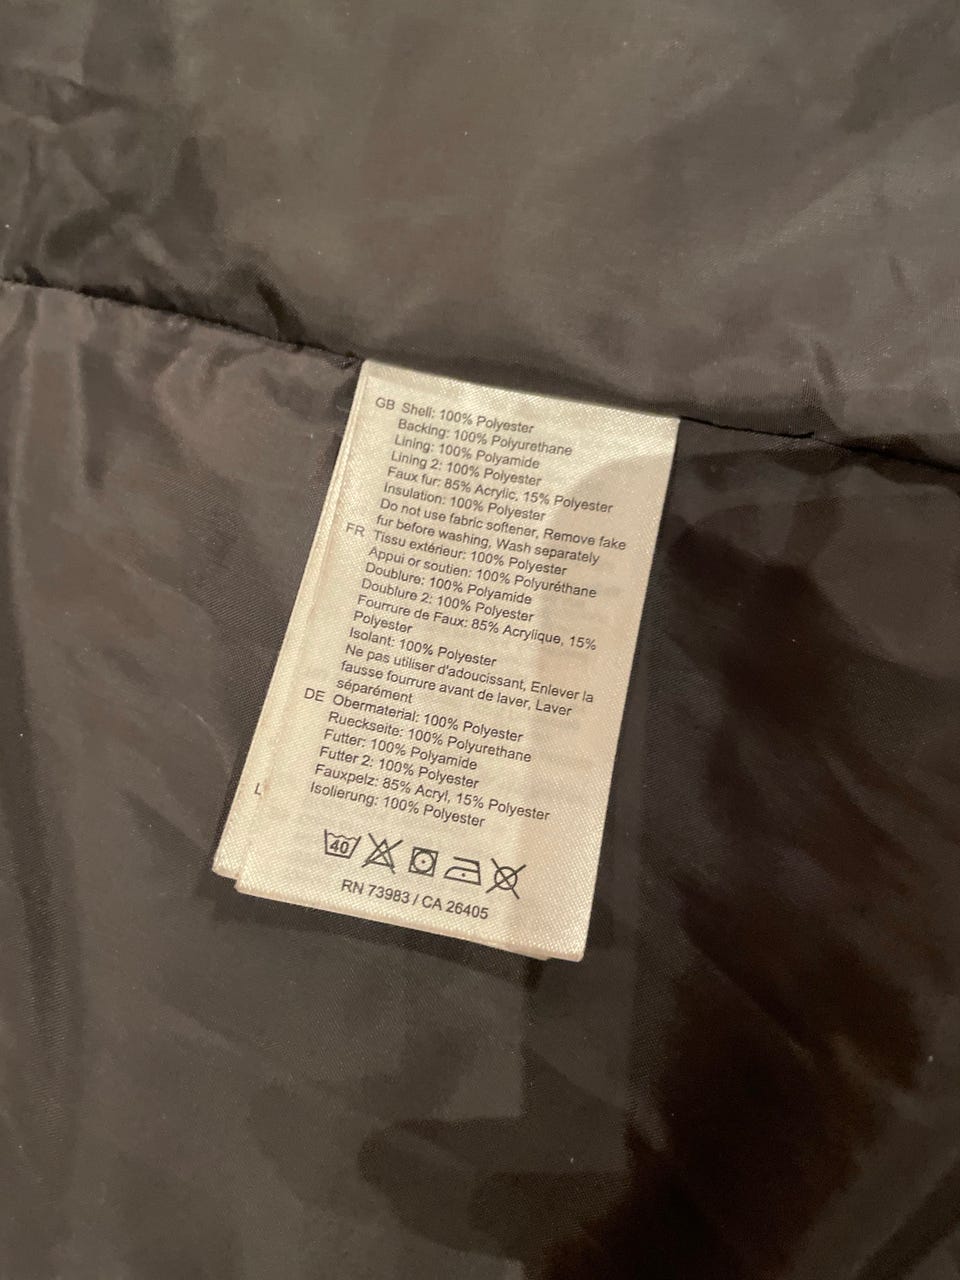 GB Shell: 100% Polyester
Backing: 100% Polyurethane
Lining: 100% Polyamide
Lining 2: 100% Polyester
Faux fur: 85% Acrylic, 15% Polyester
Insulation: 100% Polyester
Do not use fabric softener, Remove fake
fur before washing, Wash separately
FR Tissu extérieur: 100% Polyester
Appui or soutien: 100% Polyuréthane
Doublure: 100% Polyamide
Doublure 2: 100% Polyester
Fourrure de Faux: 85% Acrylique, 15%
Polyester
Isolant: 100% Polyester
Ne pas utiliser d'adoucissant, Enlever la
fausse fourrure avant de laver, Laver
séparément
DE Obermaterial: 100% Polyester
Rueckseite: 100% Polyurethane
Futter: 100% Polyamide
Futter 2: 100% Polyester
Fauxpelz: 85% Acryl, 15% Polyester
Isolierung: 100% Polyester
40
RN 73983 / CA 26405